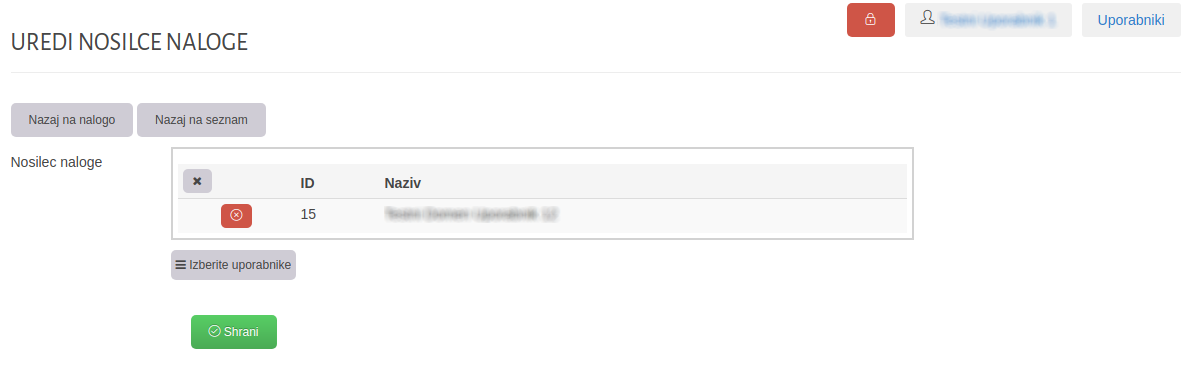 Uporabniki
UREDI NOSILCE NALOGE
Nazaj na nalogo Nazaj na seznam
Nosilec naloge
ID Naziv
15
Izberite uporabnike
Shrani